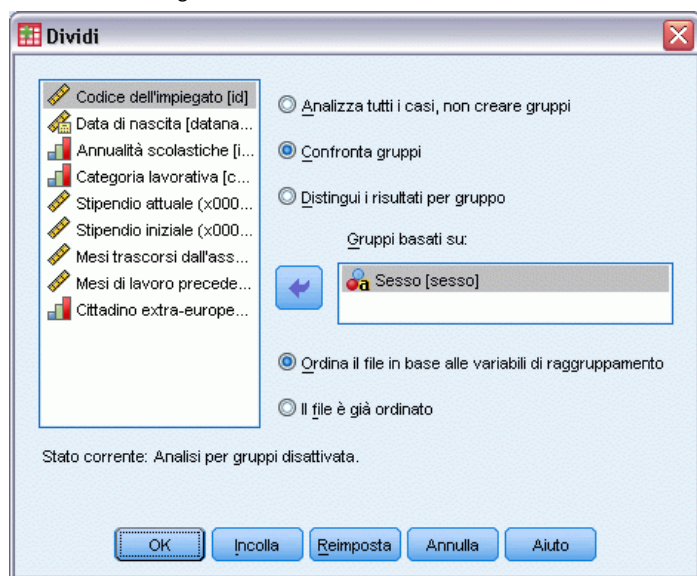 Dividi
Codice dell'impiegato [id]
Data di nascita [datana...
Annualità scolastiche [i...
Categoria lavorativa [c...
Stipendio attuale (x000...
Stipendio iniziale (x000...
Mesi trascorsi dall'ass...
Mesi di lavoro precede...
Cittadino extra-europe...
Analizza tutti i casi, non creare gruppi
Confronta gruppi
Distingui i risultati per gruppo
Gruppi basati su:
Sesso [sesso]
Ordina il file in base alle variabili di raggruppamento
Il file è già ordinato
Stato corrente: Analisi per gruppi disattivata.
OK Incolla Reimposta Annulla Aiuto